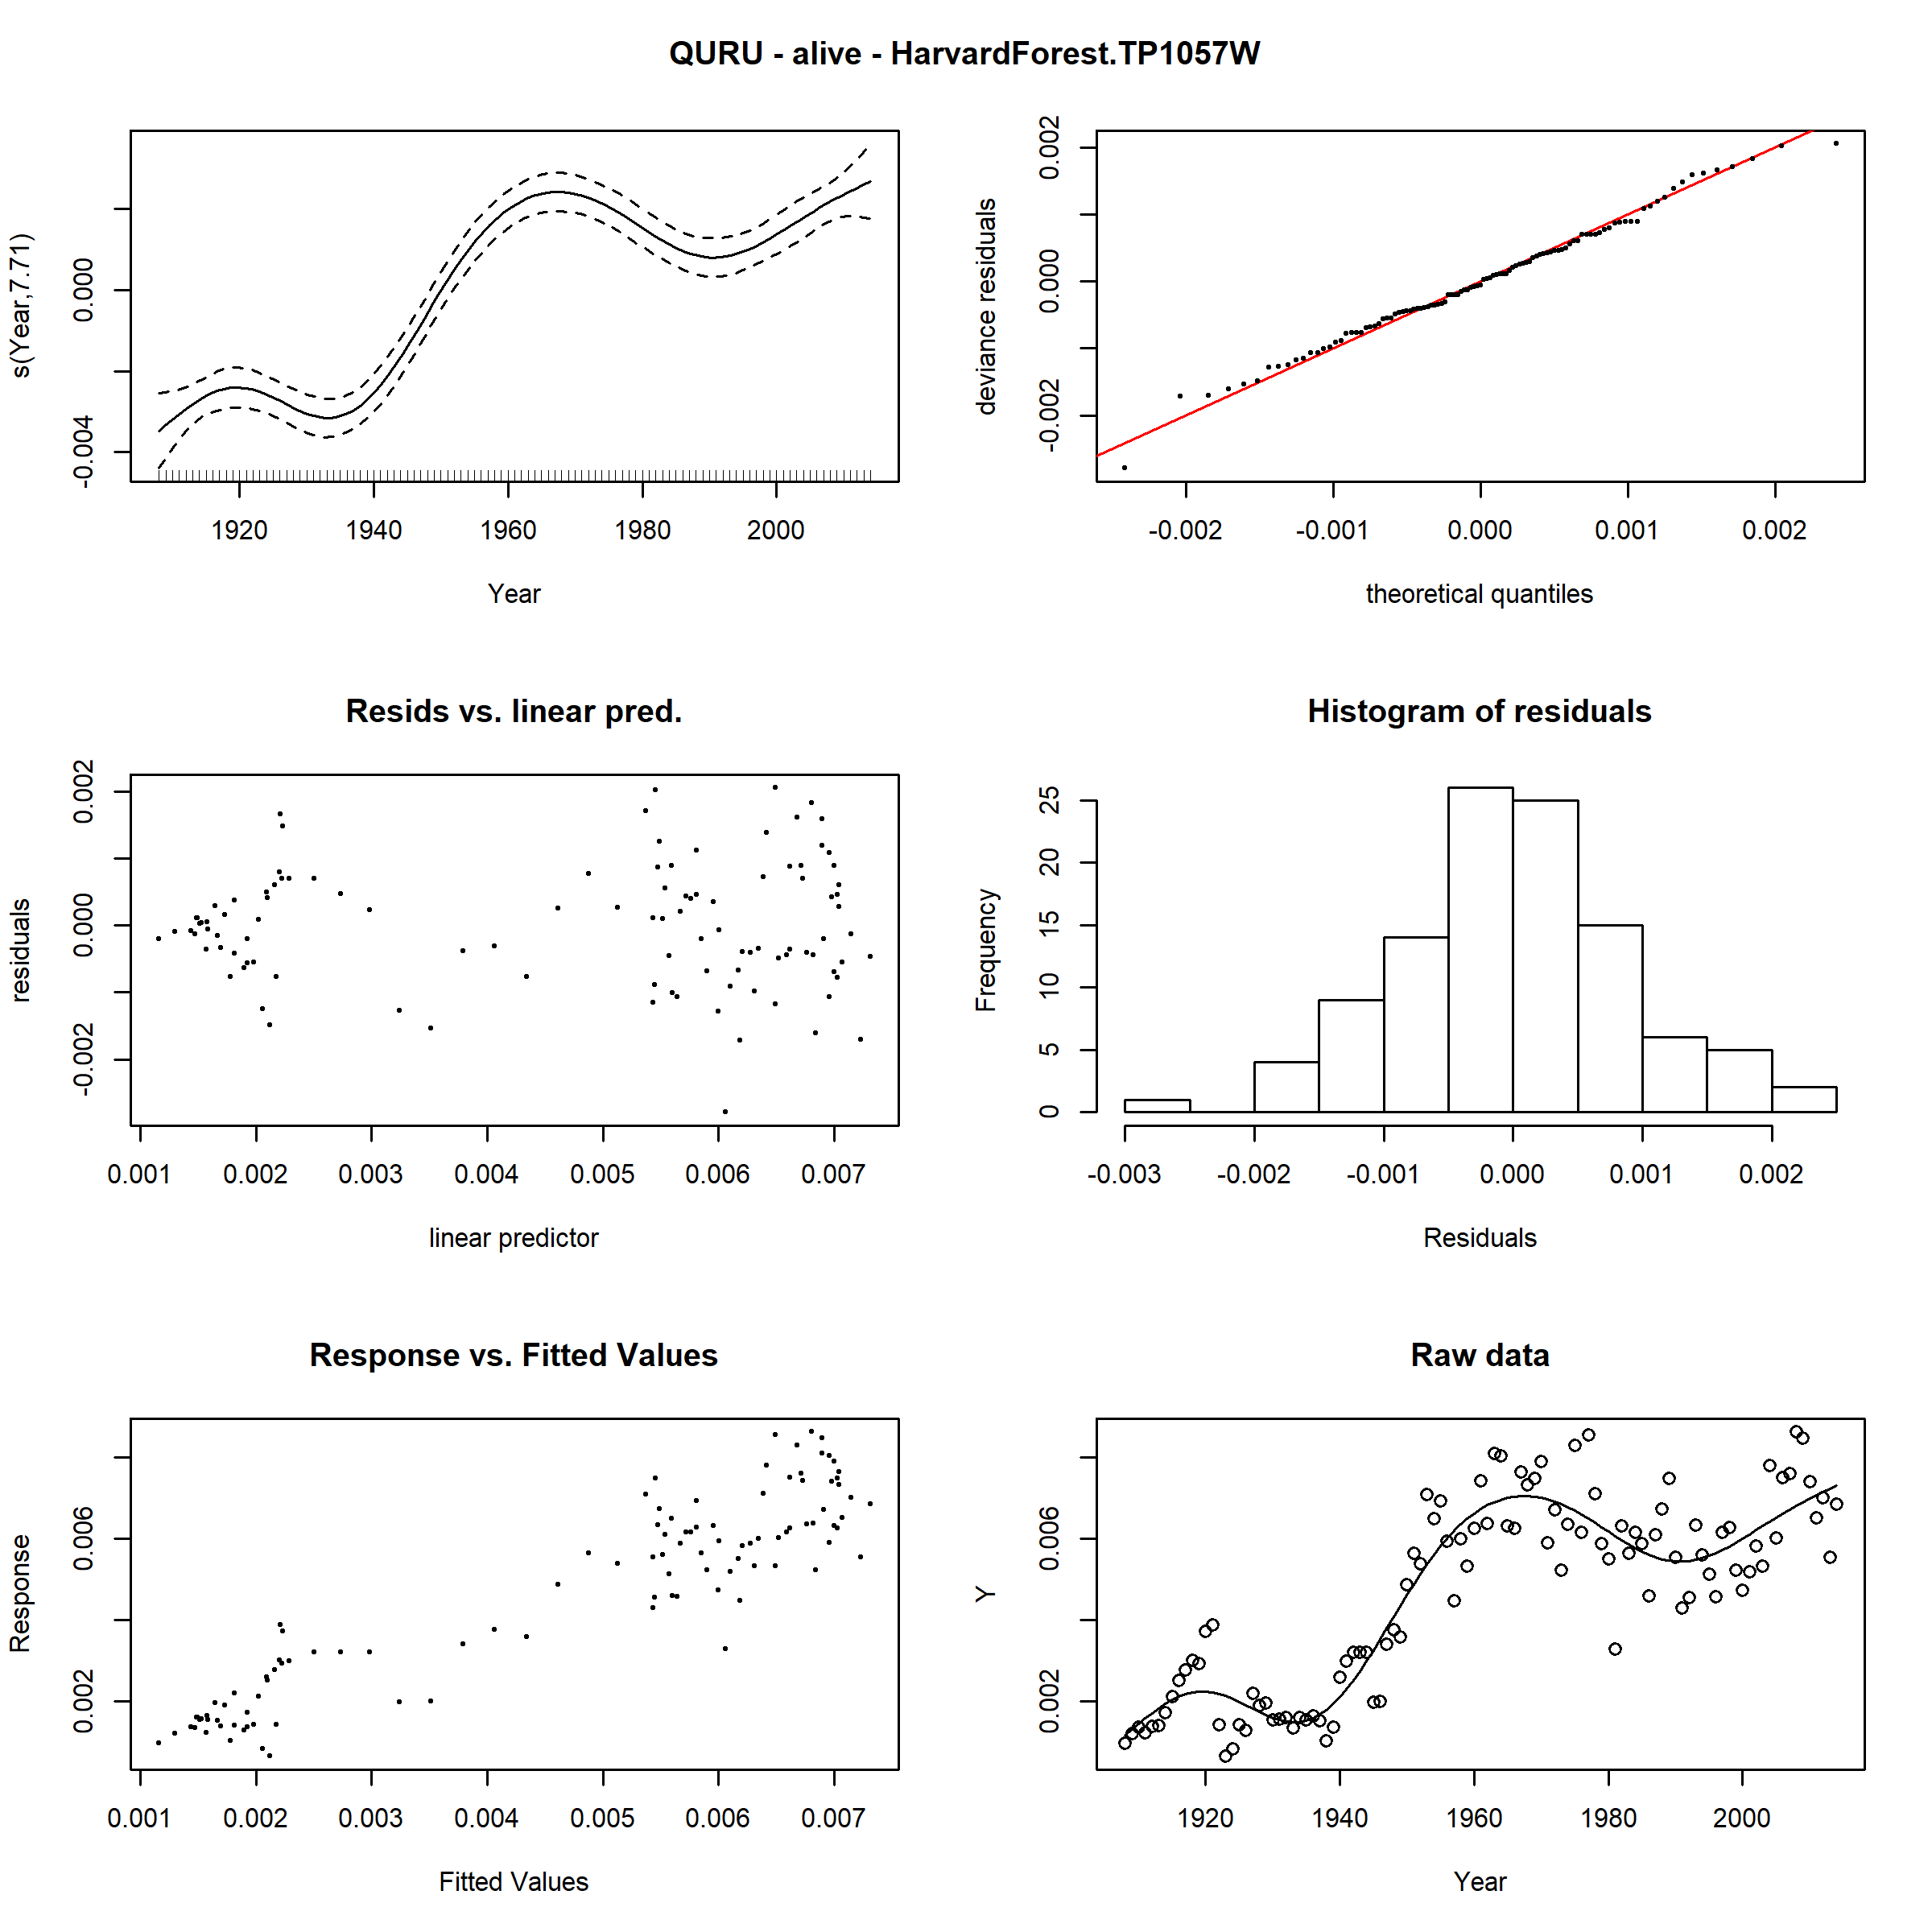 QURU - alive - HarvardForest.TP1057W
s(Year,7.71)
0.000
-0.004
1920 1940 1960 1980 2000
Year
deviance residuals
0.002
0.000
-0.002
-0.002 -0.001 0.000 0.001 0.002
theoretical quantiles
Resids vs. linear pred.
residuals
0.002
0.000
-0.002
0.001 0.002 0.003 0.004 0.005 0.006 0.007
linear predictor
Histogram of residuals
Frequency
25
20
15
10
5
0
-0.003 -0.002 -0.001 0.000 0.001 0.002
Residuals
Response vs. Fitted Values
Response
0.006
0.002
0.001 0.002 0.003 0.004 0.005 0.006 0.007
Fitted Values
Raw data
Y
0.006
0.002
1920 1940 1960 1980 2000
Year